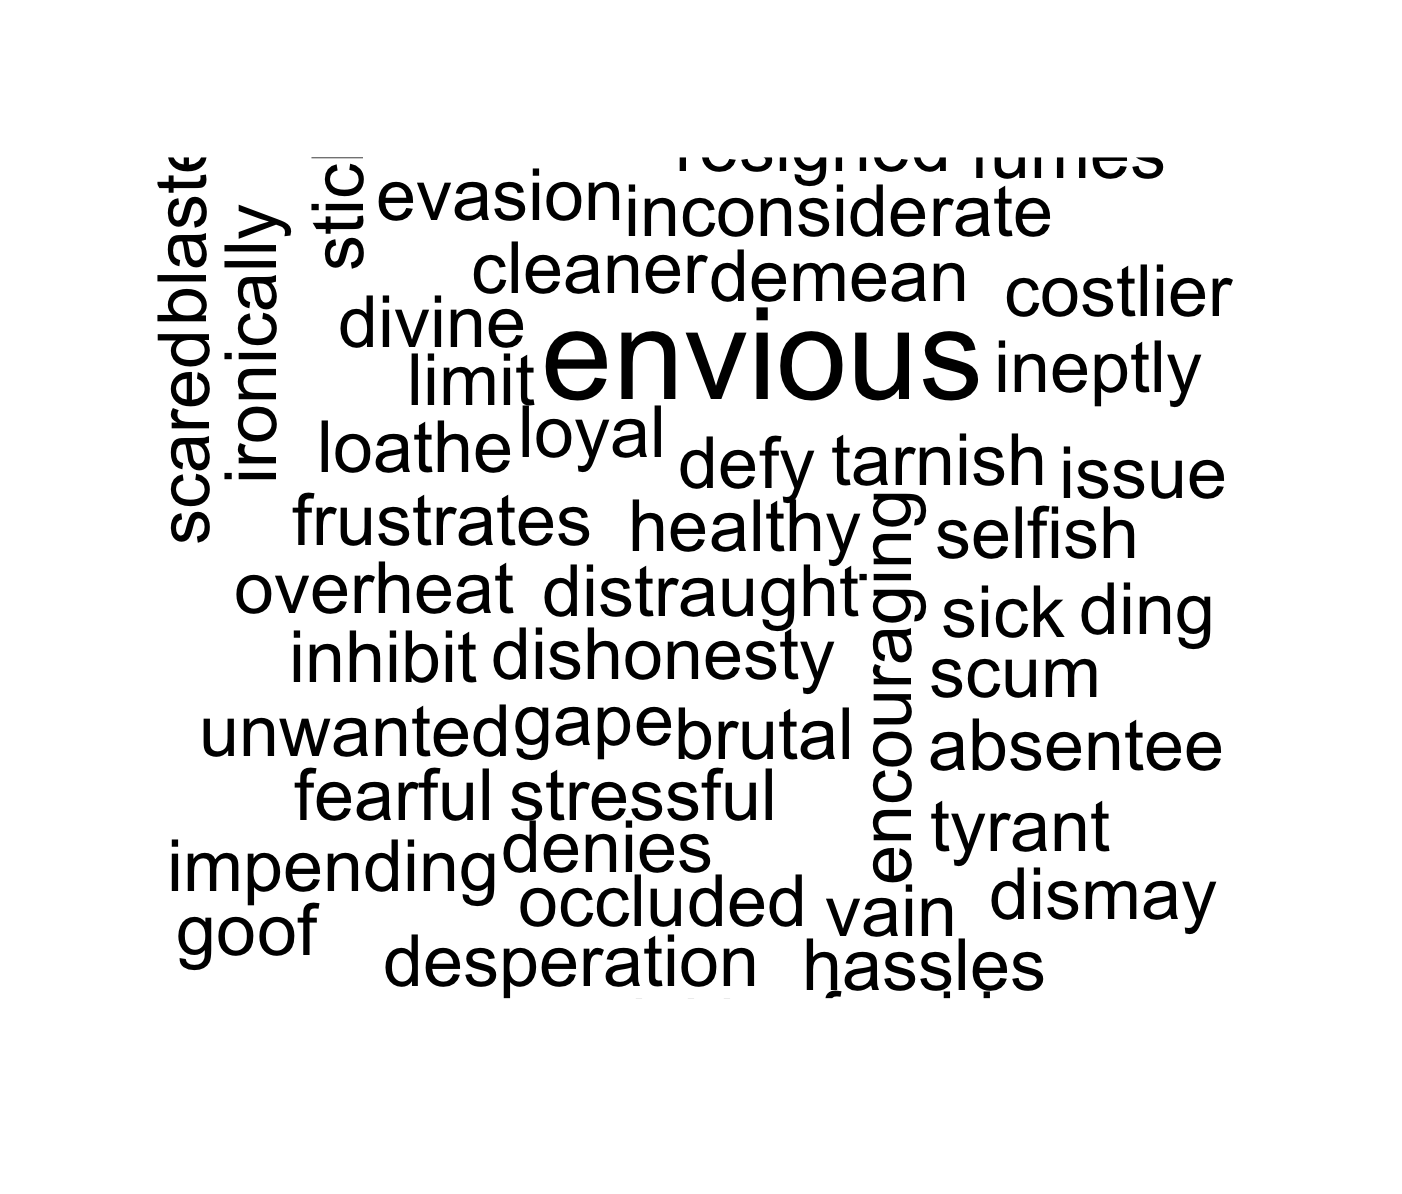 resigned fumes
evasion inconsiderate
cleaner demean costlier
divine
envious
limit ineptly
loathe loyal
defy tarnish issue
frustrates healthy selfish
overheat distraught sick ding
inhibit dishonesty scum
unwanted gape brutal absentee
fearful stressful tyrant
impending denies
occluded vain dismay
goof
desperation hassles
scared
ironically
encouraging